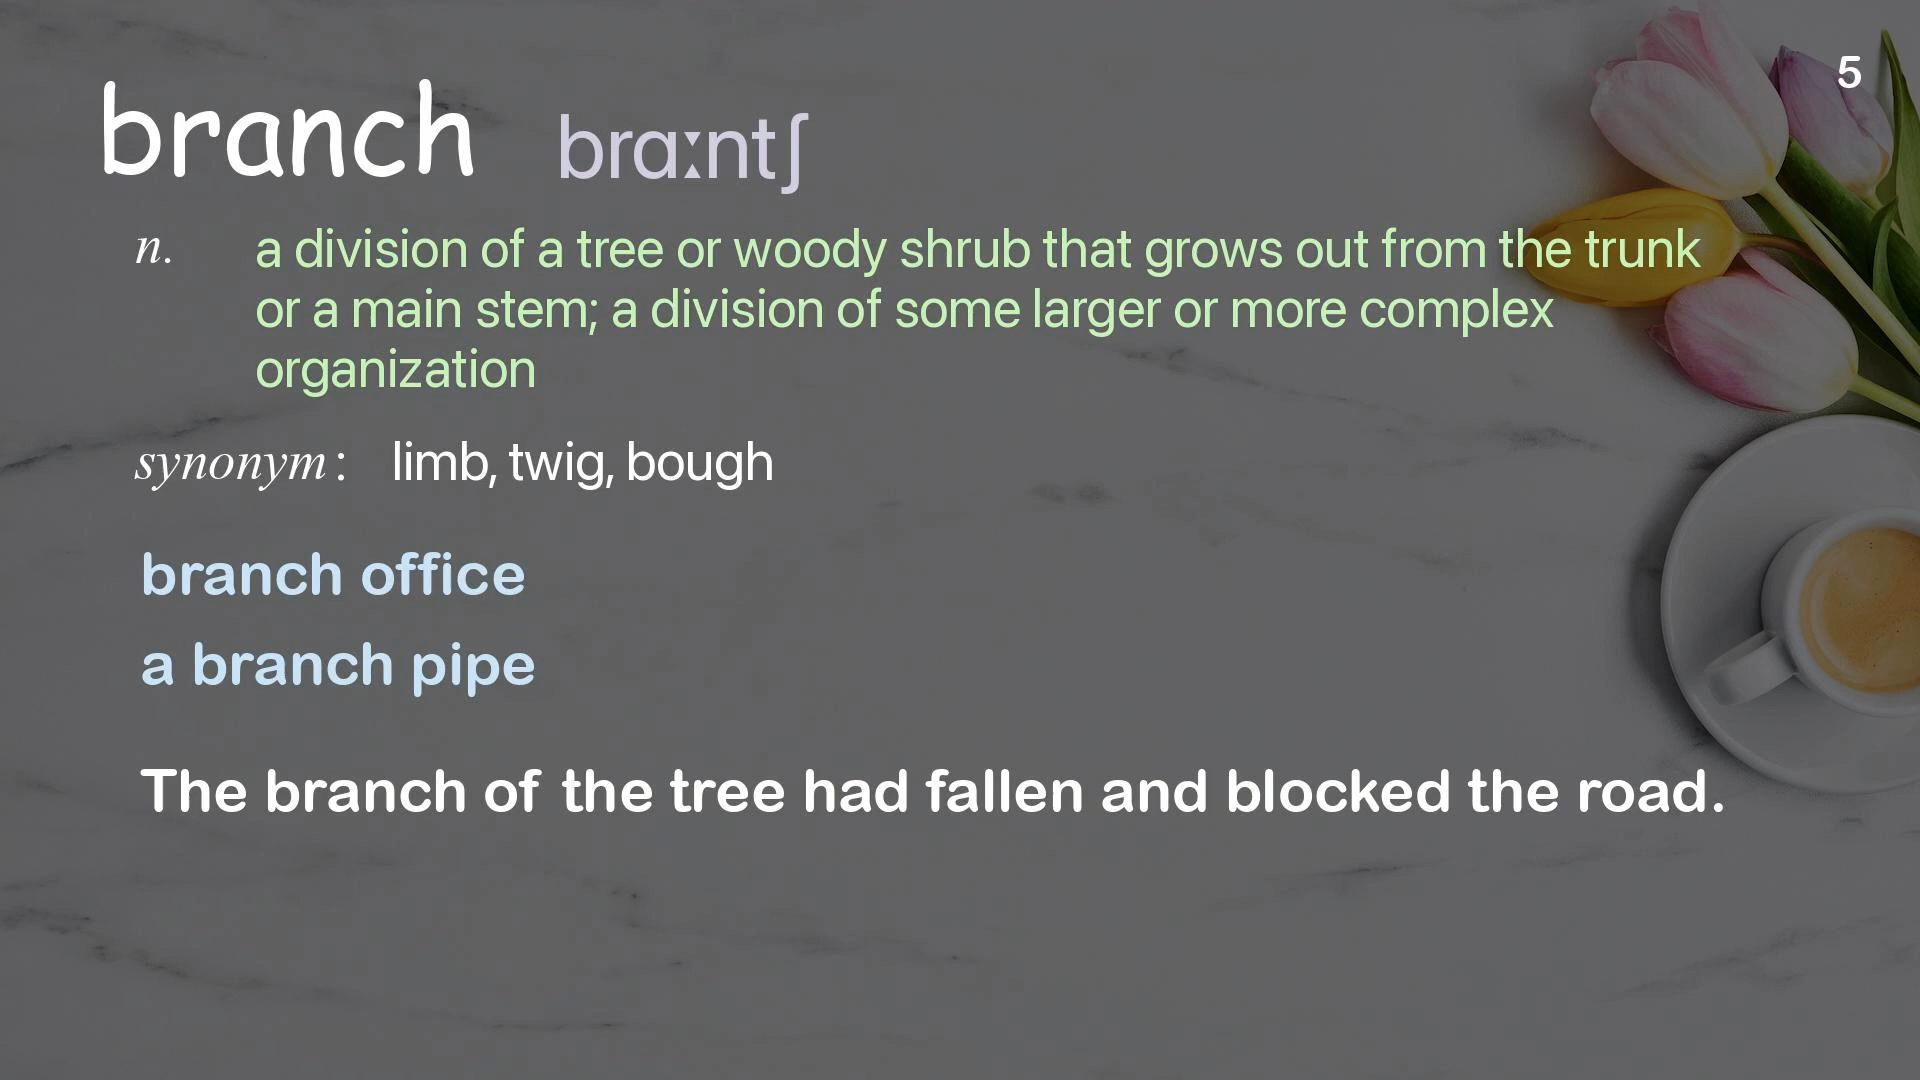 5
branch brɑːntʃ
n. a division of a tree or woody shrub that grows out from the trunk
or a main stem; a division of some larger or more complex
organization
synonym: limb, twig, bough
branch office
a branch pipe
The branch of the tree had fallen and blocked the road.